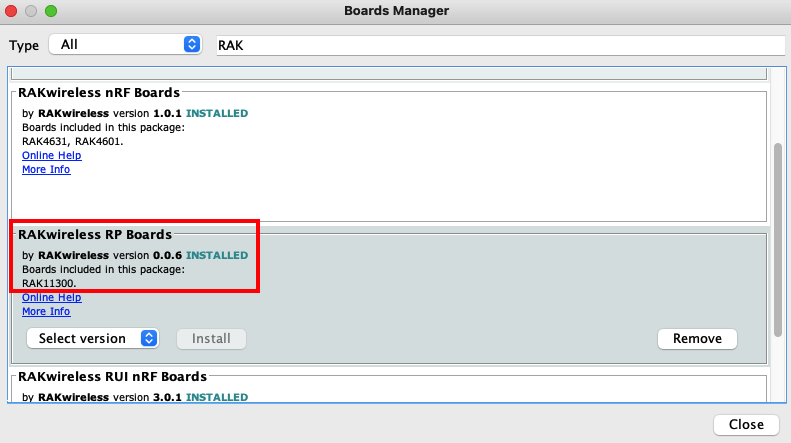 Boards Manager
Type All RAK
RAKwireless nRF Boards
by RAKwireless version 1.0.1 INSTALLED
Boards included in this package:
RAK4631, RAK4601.
Online Help
More Info
RAKwireless RP Boards
by RAKwireless version 0.0.6 INSTALLED
Boards included in this package:
RAK11300.
Online Help
More Info
Select version Install Remove
RAKwireless RUI nRF Boards
by RAKwireless version 3.0.1 INSTALLED
Close